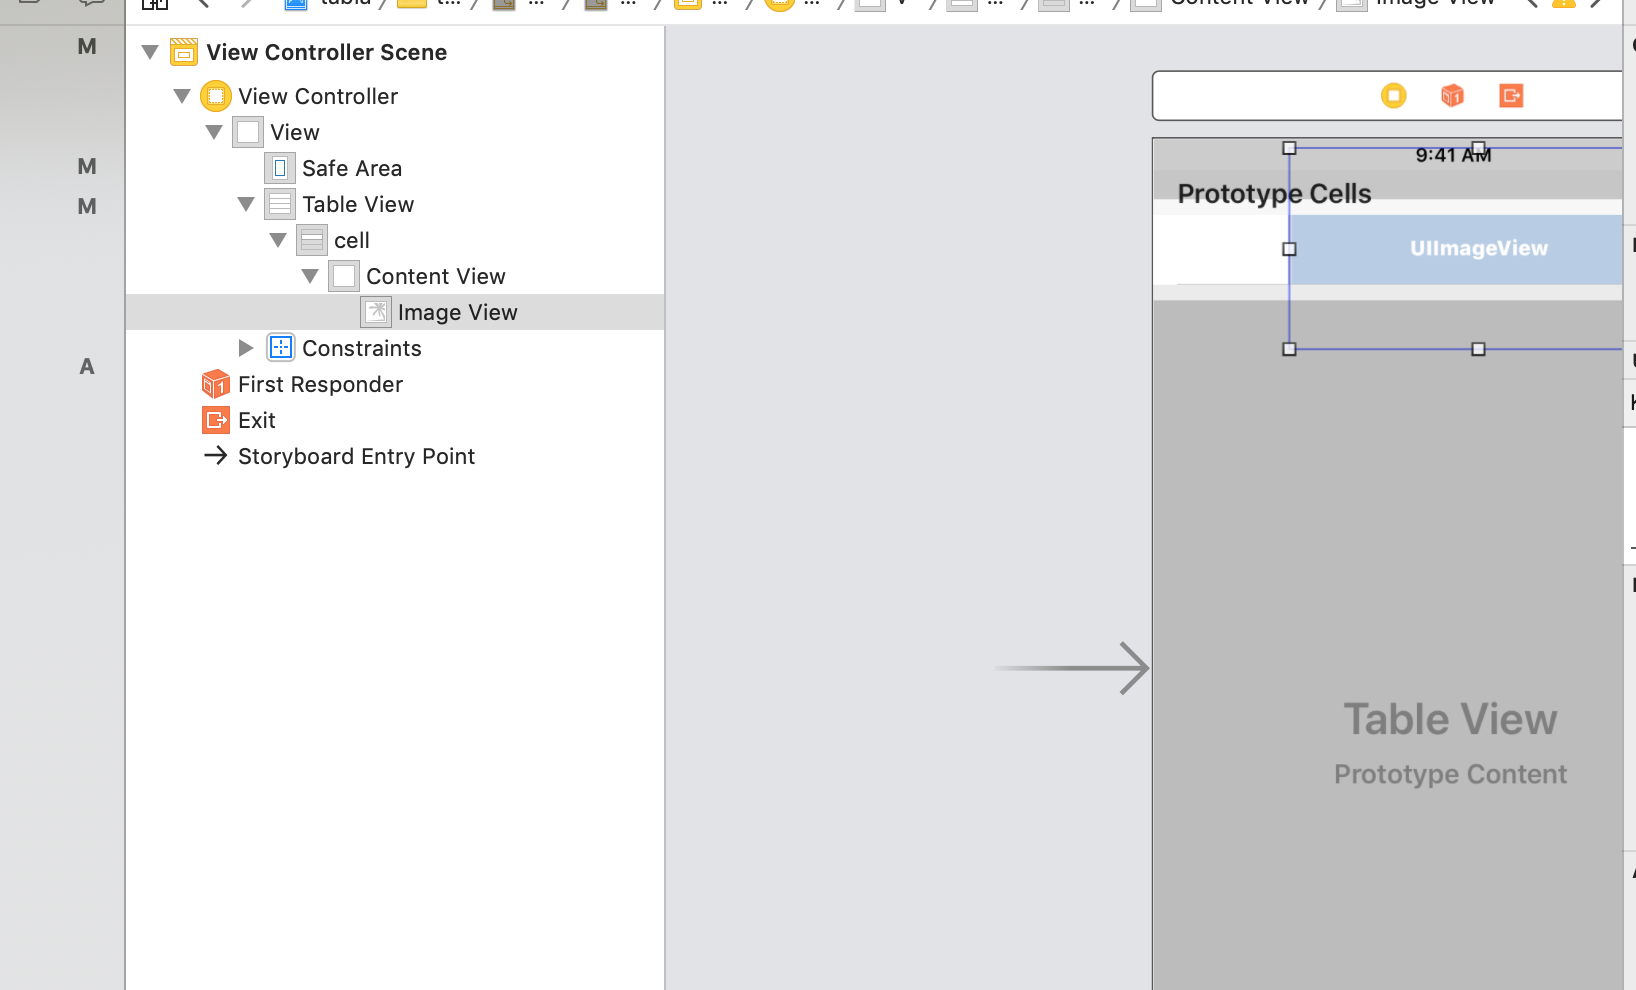 tabla
t...
...
...
...
...
V
...
...
Content View
Image View
M
M
M
A
View Controller Scene
View Controller
View
Safe Area
Table View
cell
Content View
Image View
Constraints
First Responder
Exit
Storyboard Entry Point
9:41 AM
Prototype Cells
UIImageView
Table View
Prototype Content